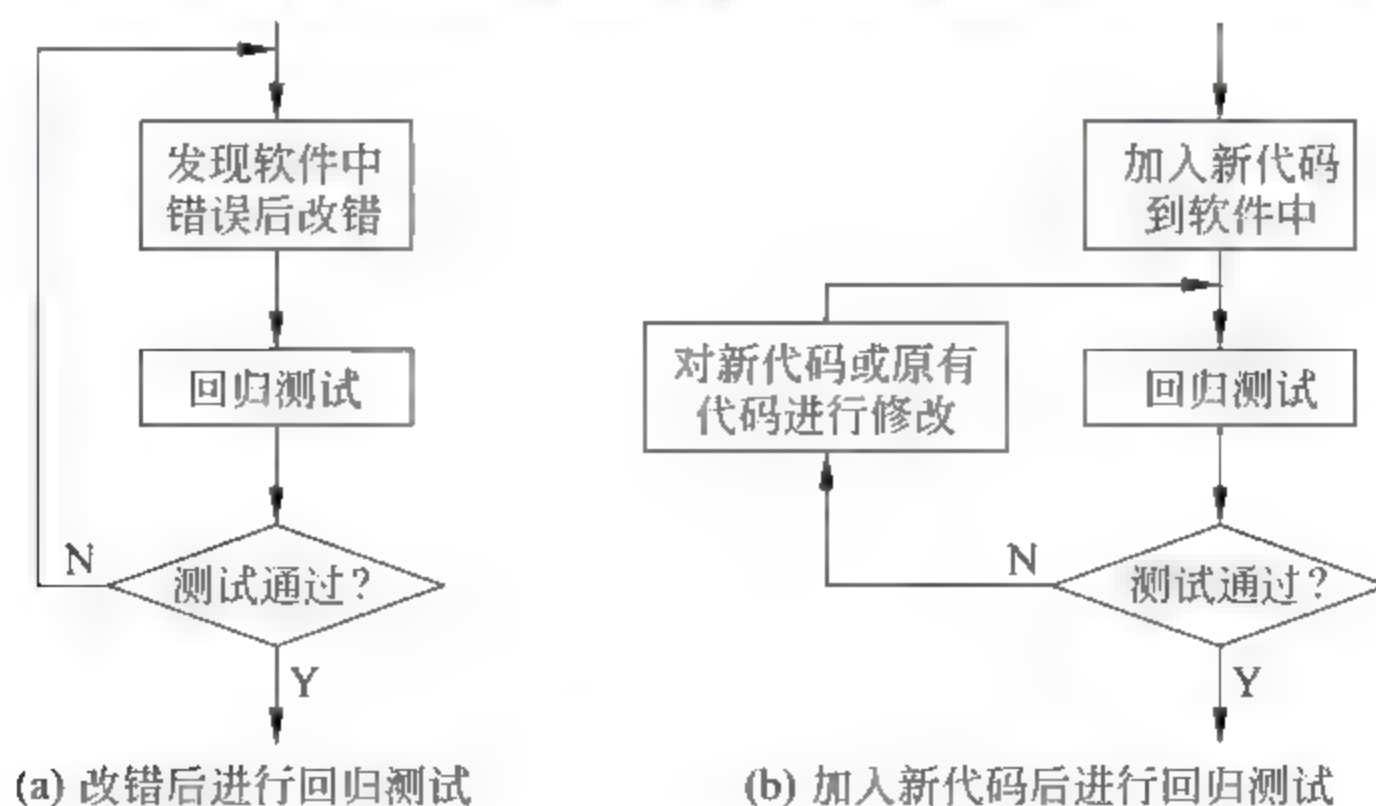 发现软件中
错误后改错
回归测试
测试通过?
N
Y
(a) 改错后进行回归测试
加入新代码
到软件中
对新代码或原有
代码进行修改
回归测试
测试通过?
N
Y
(b) 加入新代码后进行回归测试